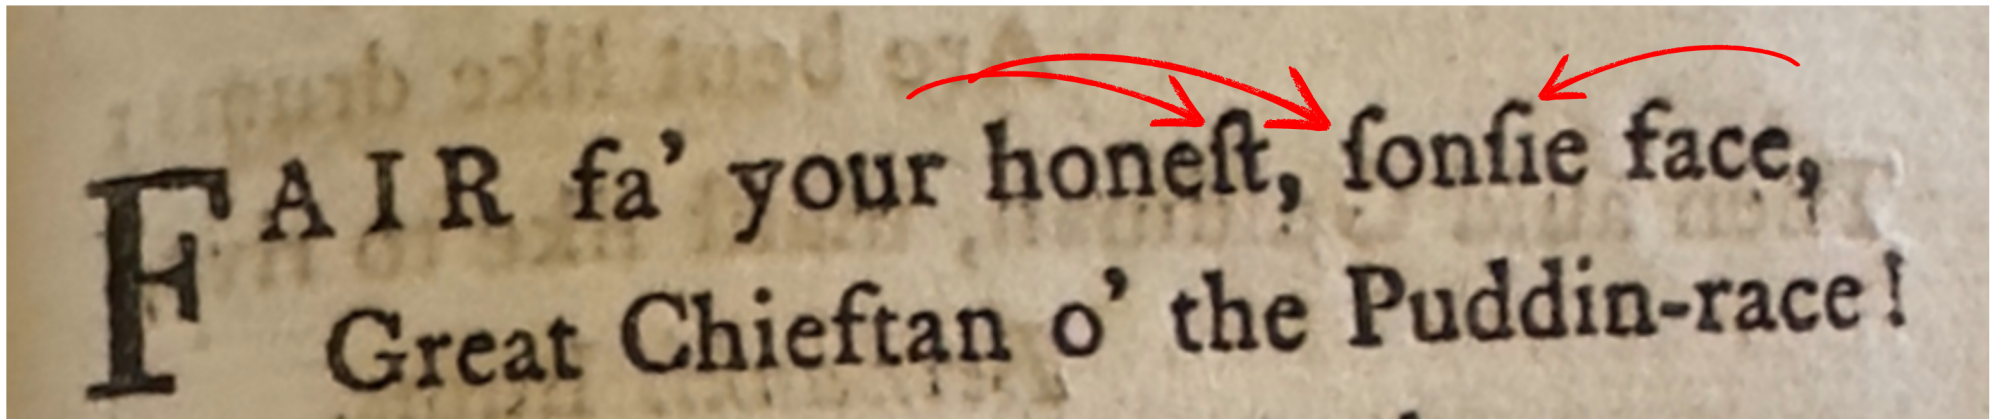 FAIR fa' your honeſt, ſonſie face,
Great Chieftan o' the Puddin-race!